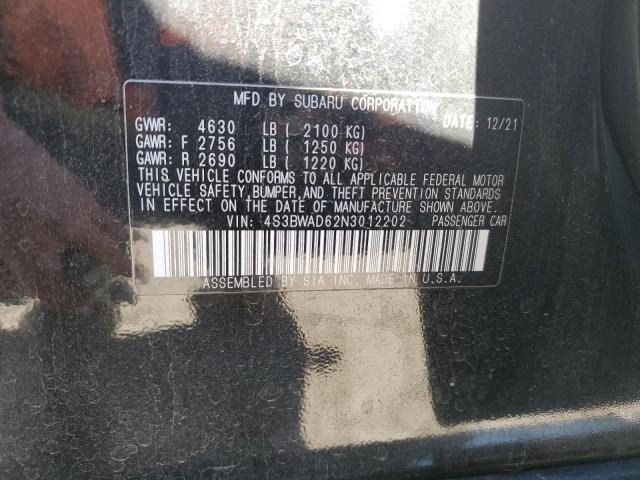 MFD BY SUBARU CORPORATION DATE: 12/21
GVWR: 4630 LB ( 2100 KG)
GAWR: F 2756 LB ( 1250 KG)
GAWR: R 2690 LB ( 1220 KG)
THIS VEHICLE CONFORMS TO ALL APPLICABLE FEDERAL MOTOR
VEHICLE SAFETY, BUMPER, AND THEFT PREVENTION STANDARDS
IN EFFECT ON THE DATE OF MANUFACTURE SHOWN ABOVE.
VIN: 4S3BWAD62N3012202 PASSENGER CAR
ASSEMBLED BY SIA INC. MADE IN U.S.A.